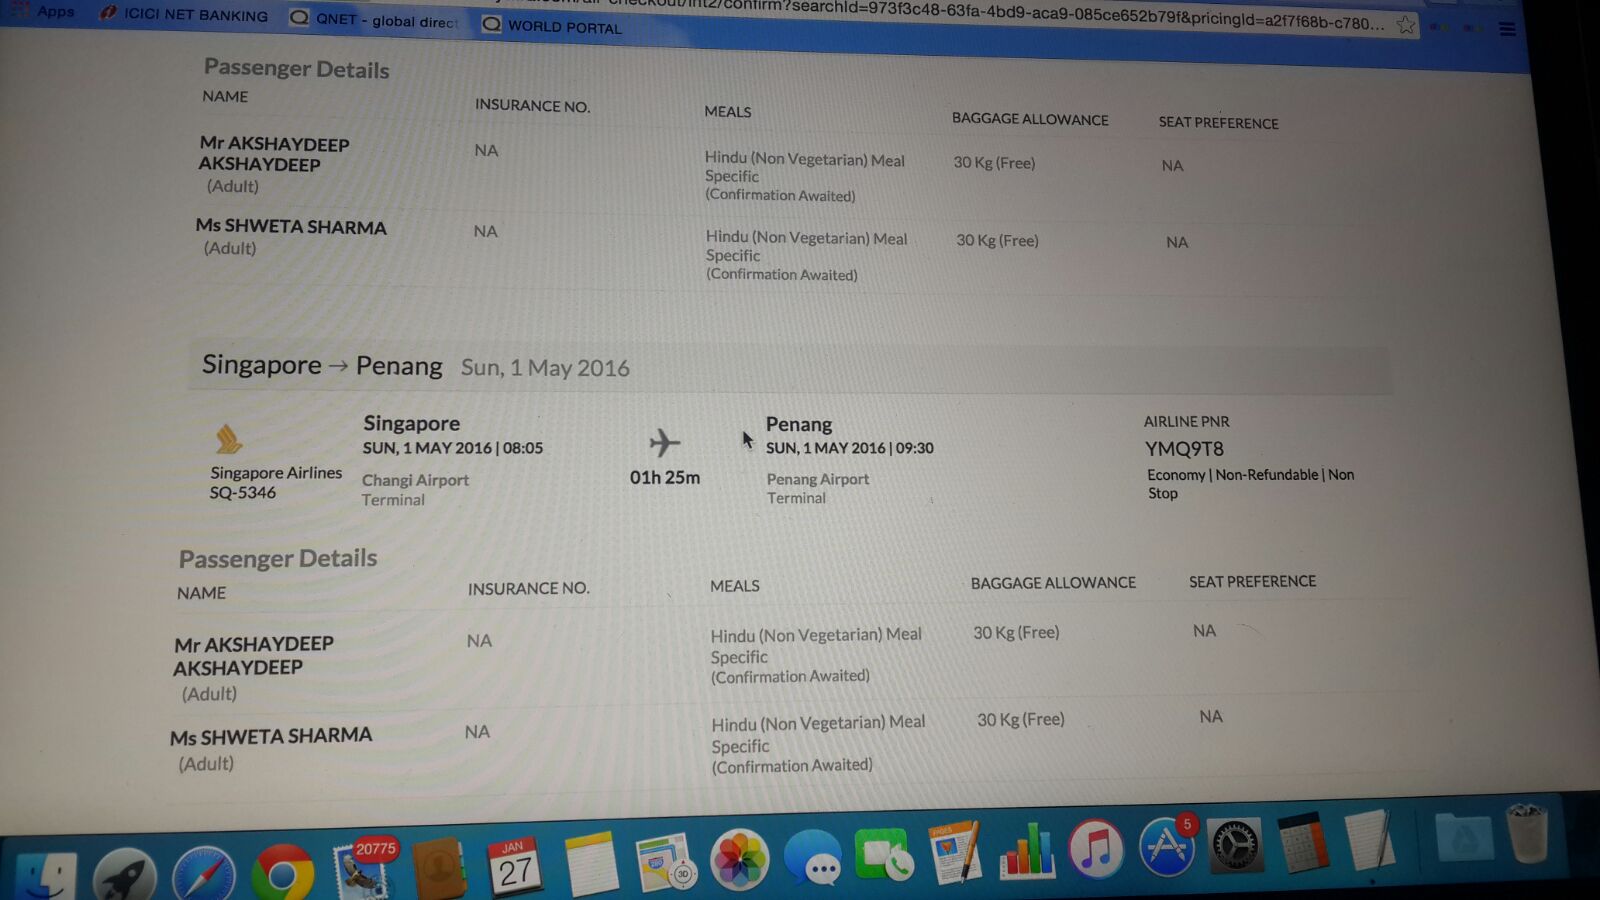 Apps ICICI NET BANKING QNET - global direct WORLD PORTAL
confirm?searchId=973f3c48-63fa-4bd9-aca9-085ce652b79f&pricingId=a2f7f68b-c780...
Passenger Details
NAME INSURANCE NO. MEALS BAGGAGE ALLOWANCE SEAT PREFERENCE
Mr AKSHAYDEEP NA Hindu (Non Vegetarian) Meal 30 Kg (Free) NA
AKSHAYDEEP Specific
(Adult) (Confirmation Awaited)
Ms SHWETA SHARMA NA Hindu (Non Vegetarian) Meal 30 Kg (Free) NA
(Adult) Specific
(Confirmation Awaited)
Singapore → Penang Sun, 1 May 2016
Singapore Penang AIRLINE PNR
SUN, 1 MAY 2016 | 08:05 SUN, 1 MAY 2016 | 09:30 YMQ9T8
Singapore Airlines Changi Airport 01h 25m Penang Airport Economy | Non-Refundable | Non
SQ-5346 Terminal Terminal Stop
Passenger Details
NAME INSURANCE NO. MEALS BAGGAGE ALLOWANCE SEAT PREFERENCE
Mr AKSHAYDEEP NA Hindu (Non Vegetarian) Meal 30 Kg (Free) NA
AKSHAYDEEP Specific
(Adult) (Confirmation Awaited)
Ms SHWETA SHARMA NA Hindu (Non Vegetarian) Meal 30 Kg (Free) NA
(Adult) Specific
(Confirmation Awaited)
20775
JAN
27
3D
PAGES
5